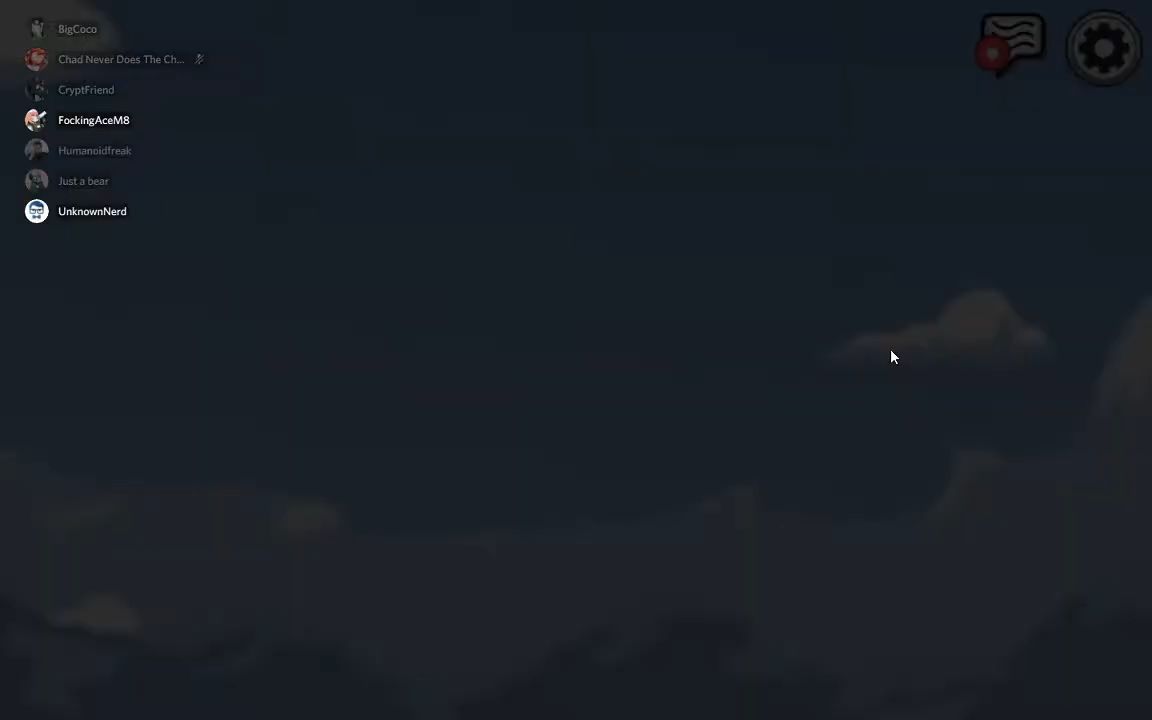 BigCoco
Chad Never Does The Ch...
CryptFriend
FockingAceM8
Humanoidfreak
Just a bear
UnknownNerd